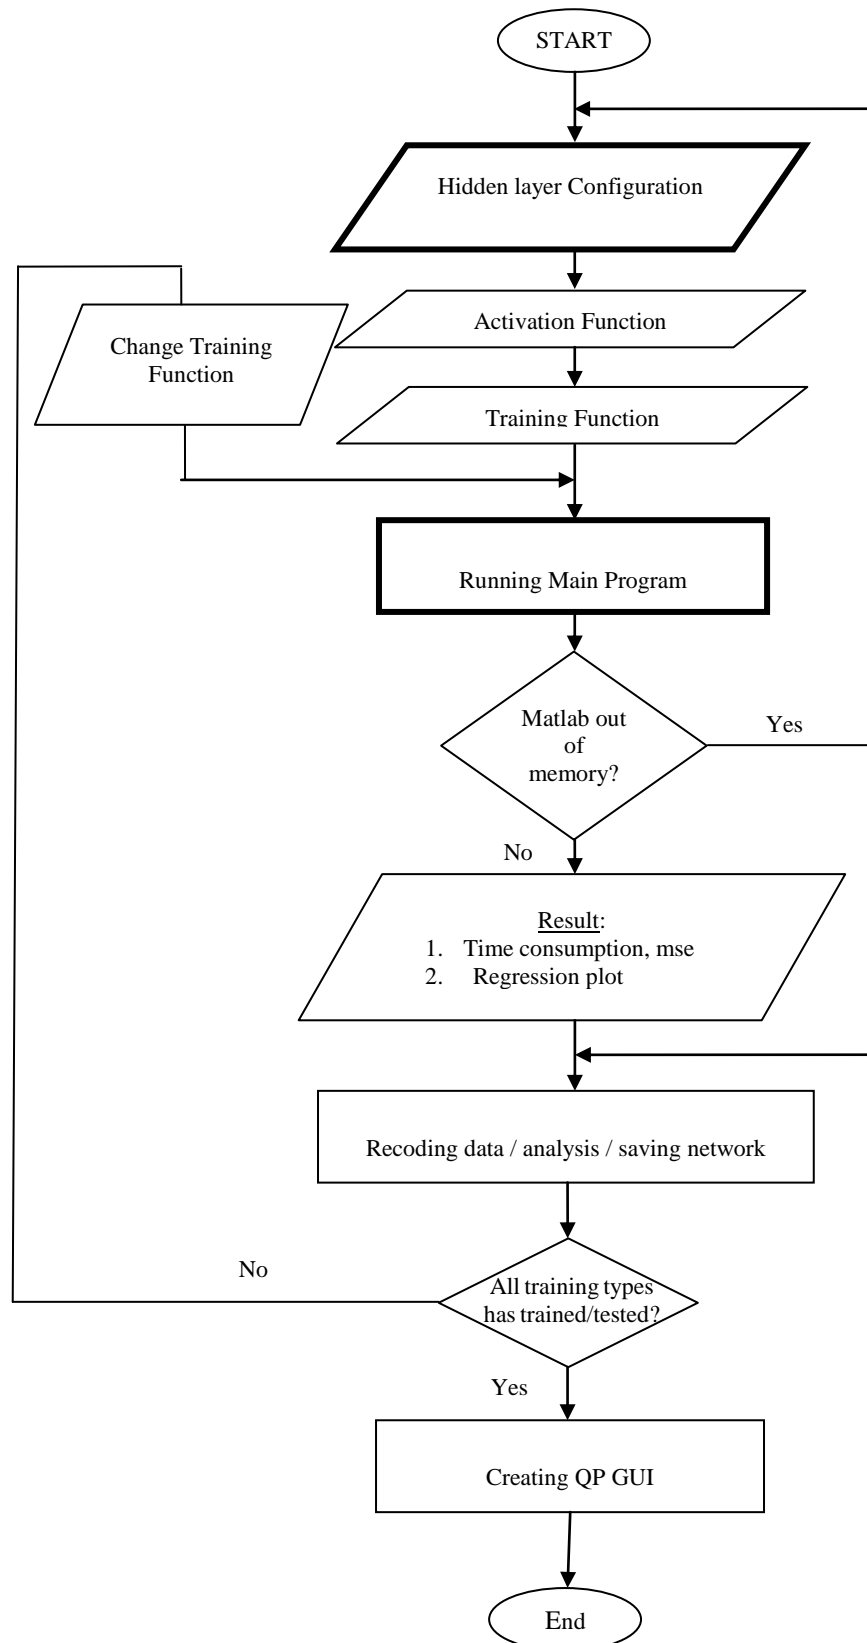 START
Hidden layer Configuration
Activation Function
Change Training
Function
Training Function
Running Main Program
Matlab out
of
memory?
Yes
No
Result:
1. Time consumption, mse
2. Regression plot
Recoding data / analysis / saving network
No
All training types
has trained/tested?
Yes
Creating QP GUI
End